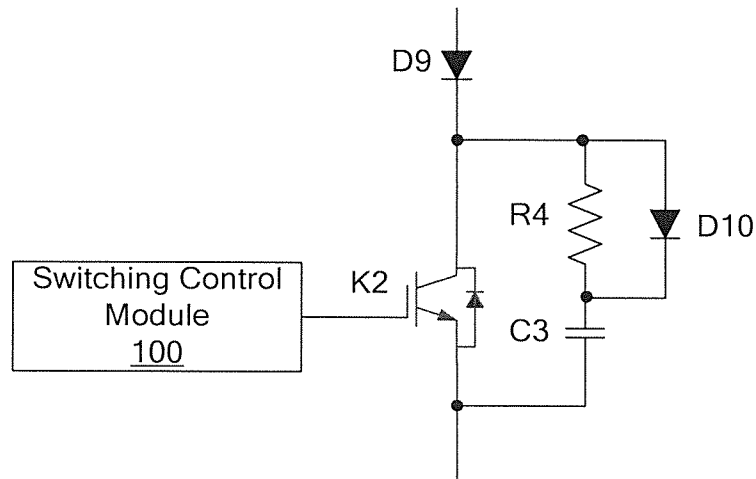 D9
R4
D10
K2
Switching Control
Module
100
C3